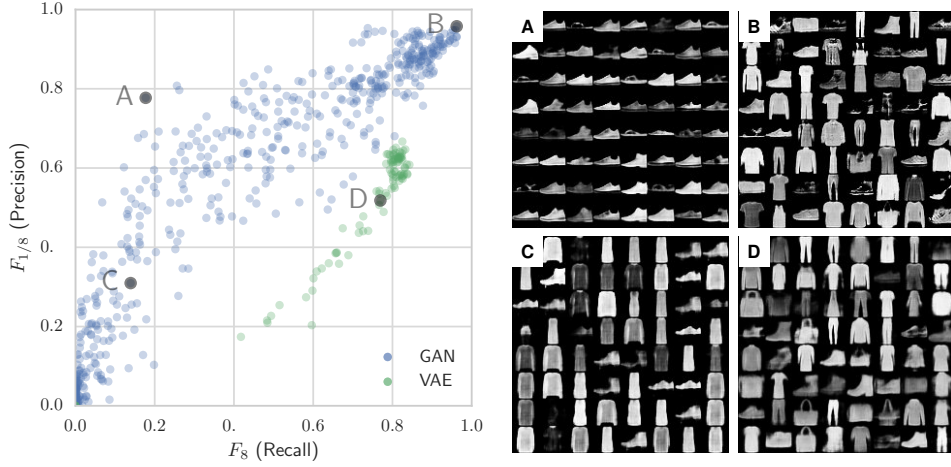 1.0
0.8
0.6
0.
0.2
0.0
0.0
0.2
0.
0.6
0.8
1.0
F1/8 (Precision)
F8 (Recall)
A
B
C
D
GAN
VAE
A
B
C
D